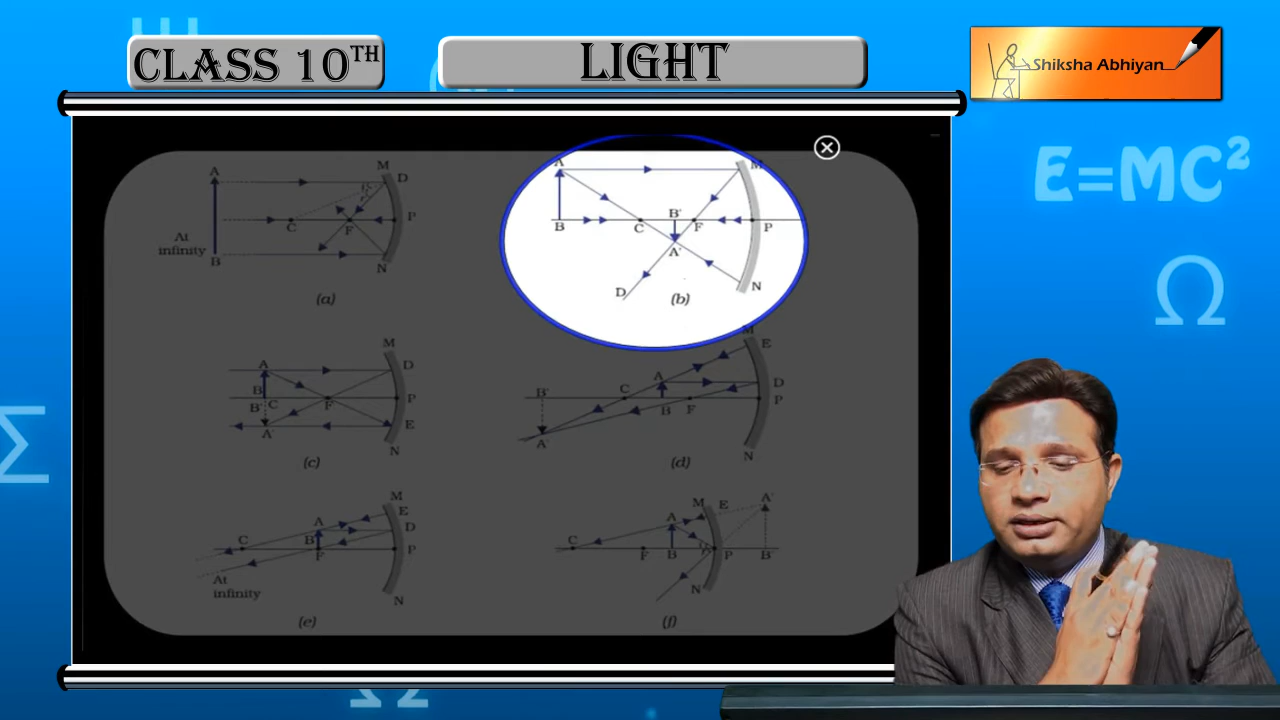 CLASS 10TH
LIGHT
Shiksha Abhiyan
E=MC²
Ω
Σ
A M D
C F P
At
infinity
B N
(a)
A M
B C B' F P
A'
D N
(b)
M
A D
B
B' C F P
A' E
N
(c)
M E
B' C A D
B F P
A' N
(d)
M
A E
C B D
F P
At
infinity N
(e)
A M E A'
C F B P B'
N
(f)